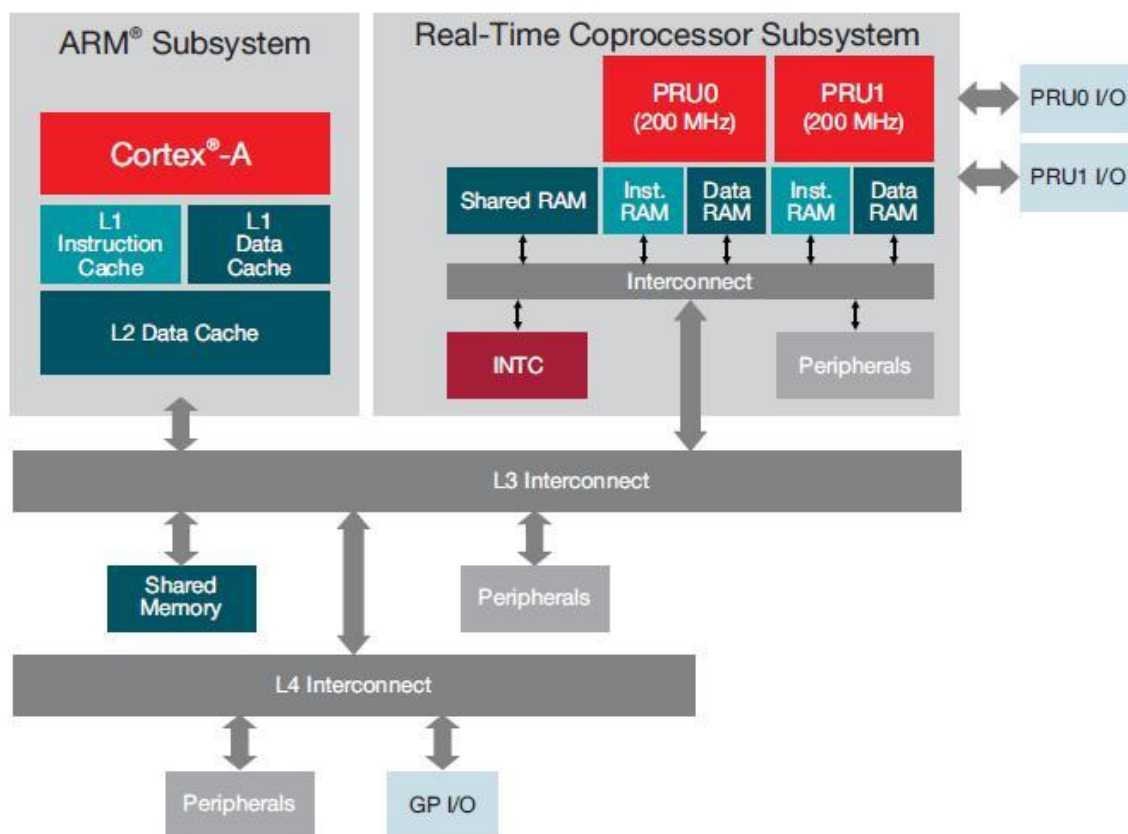 ARM® Subsystem
Cortex®-A
L1
Instruction
Cache
L1
Data
Cache
L2 Data Cache
Real-Time Coprocessor Subsystem
PRU0
(200 MHz)
PRU1
(200 MHz)
Shared RAM
Inst.
RAM
Data
RAM
Inst.
RAM
Data
RAM
Interconnect
INTC
Peripherals
PRU0 I/O
PRU1 I/O
L3 Interconnect
Shared
Memory
Peripherals
L4 Interconnect
Peripherals
GP I/O